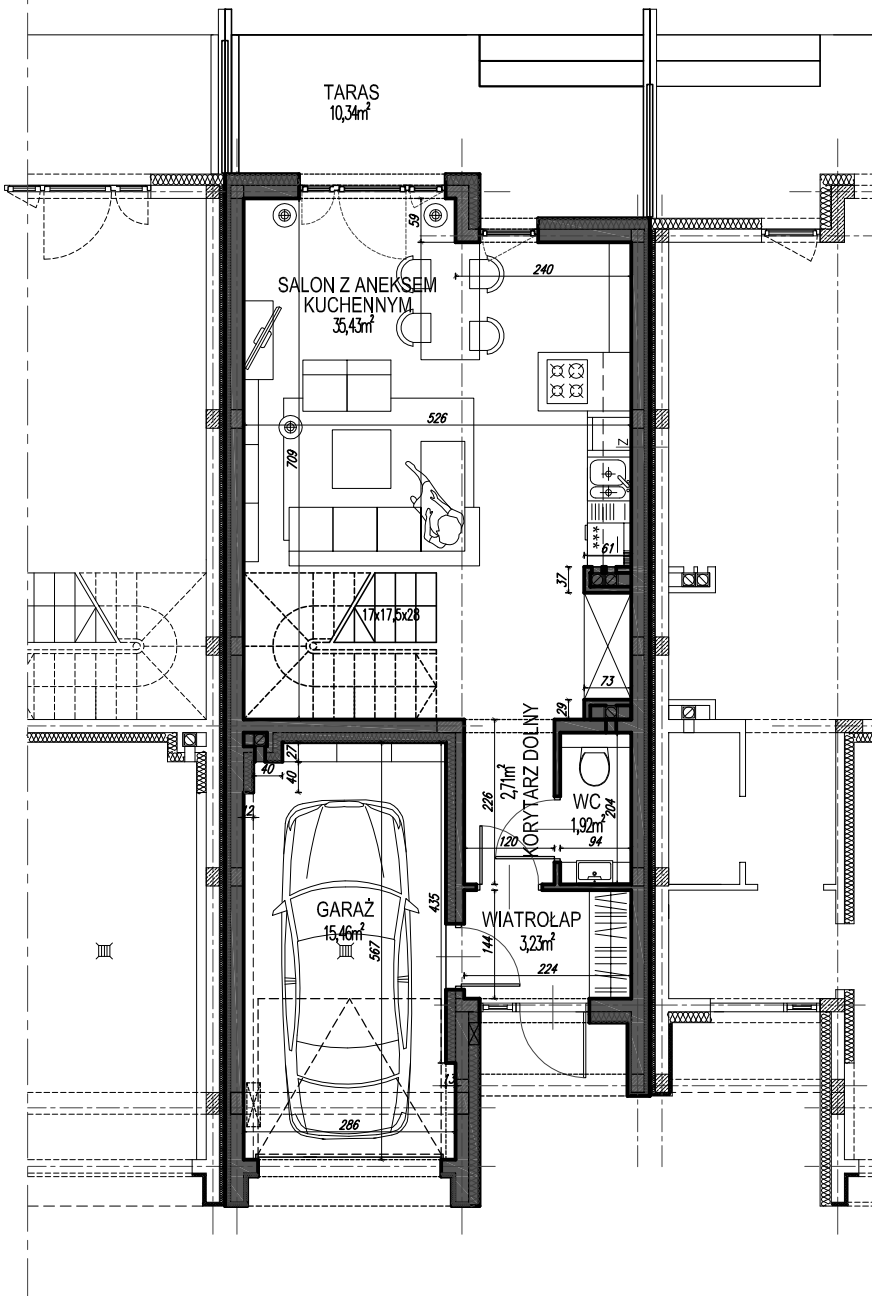 TARAS
10,34m²
59
SALON Z ANEKSEM
KUCHENNYM
35,43m²
240
526
709
Z
***
61
37
17x17,5x28
73
29
27
40
40
12
226
KORYTARZ DOLNY
2,71m²
WC
1,92m²
204
120
94
GARAŻ
15,46m²
435
567
WIATROŁAP
3,23m²
144
224
13
286